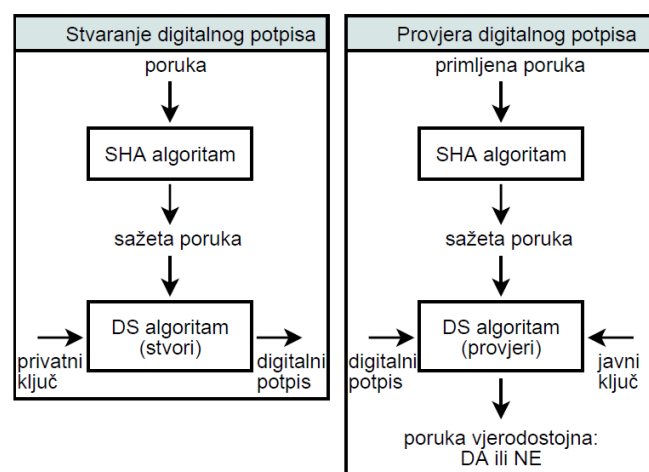 Stvaranje digitalnog potpisa
poruka
SHA algoritam
sažeta poruka
DS algoritam
(stvori)
privatni
ključ
digitalni
potpis
Provjera digitalnog potpisa
primljena poruka
SHA algoritam
sažeta poruka
DS algoritam
(provjeri)
digitalni
potpis
javni
ključ
poruka vjerodostojna:
DA ili NE